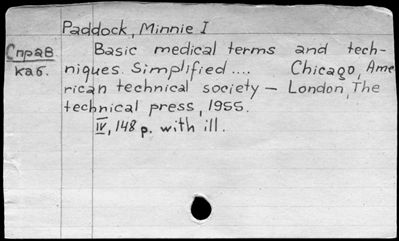 Paddock, Minnie I
Справ
каб.
Basic medical terms and tech-
niques Simplified .... Chicago, Ame
rican technical society — London, The
technical press, 1955.
IV, 148 p. with ill.